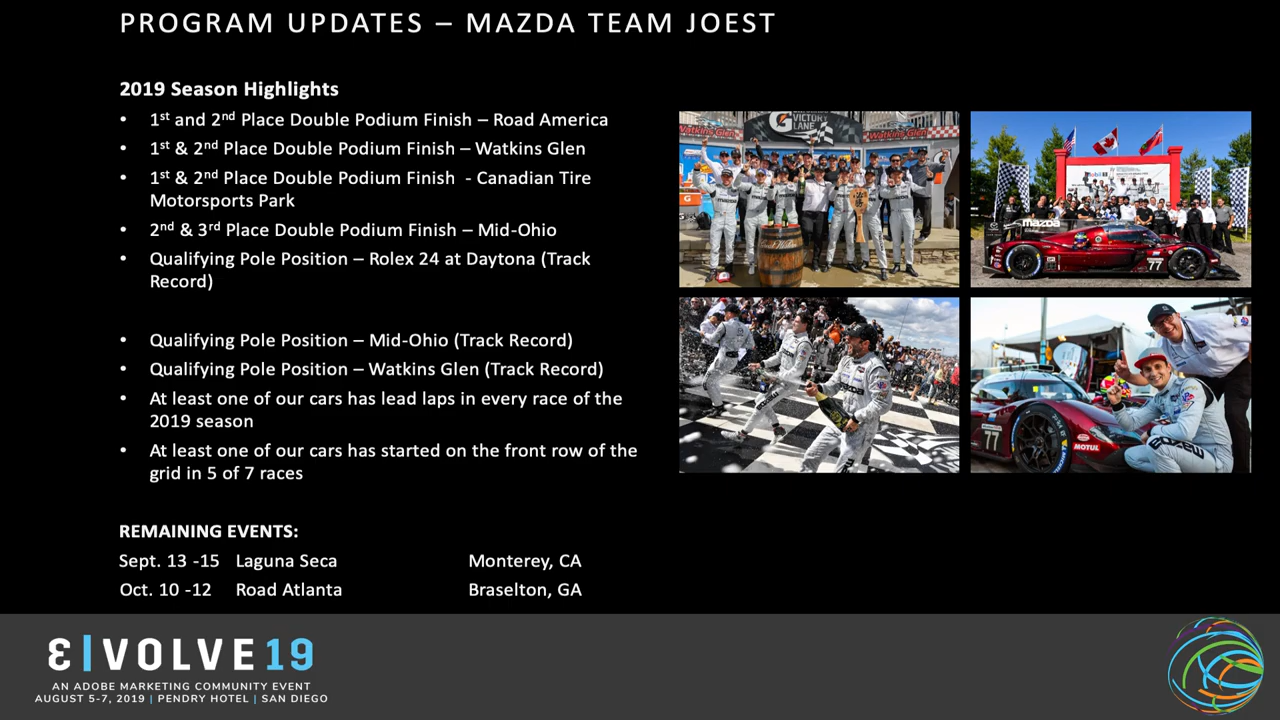 PROGRAM UPDATES – MAZDA TEAM JOEST
2019 Season Highlights
• 1st and 2nd Place Double Podium Finish – Road America
• 1st & 2nd Place Double Podium Finish – Watkins Glen
• 1st & 2nd Place Double Podium Finish - Canadian Tire
Motorsports Park
• 2nd & 3rd Place Double Podium Finish – Mid-Ohio
• Qualifying Pole Position – Rolex 24 at Daytona (Track
Record)
• Qualifying Pole Position – Mid-Ohio (Track Record)
• Qualifying Pole Position – Watkins Glen (Track Record)
• At least one of our cars has lead laps in every race of the
2019 season
• At least one of our cars has started on the front row of the
grid in 5 of 7 races
REMAINING EVENTS:
Sept. 13 -15 Laguna Seca Monterey, CA
Oct. 10 -12 Road Atlanta Braselton, GA
VICTORY LANE
Watkins Glen
Watkins Glen
mazda
77
77
MOTUL
Ɛ|VOLVE19
AN ADOBE MARKETING COMMUNITY EVENT
AUGUST 5-7, 2019 | PENDRY HOTEL | SAN DIEGO